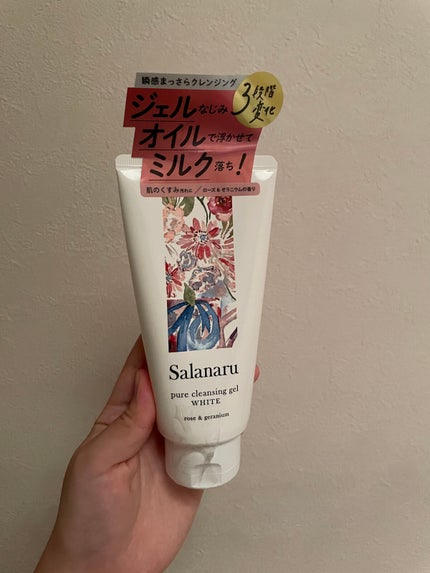 瞬感まっさらクレンジング
3段階
変化
ジェルなじみ
オイルで浮かせて
ミルク落ち!
肌のくすみ汚れに／ローズ&ゼラニウムの香り
Salanaru
pure cleansing gel
WHITE
rose & geranium